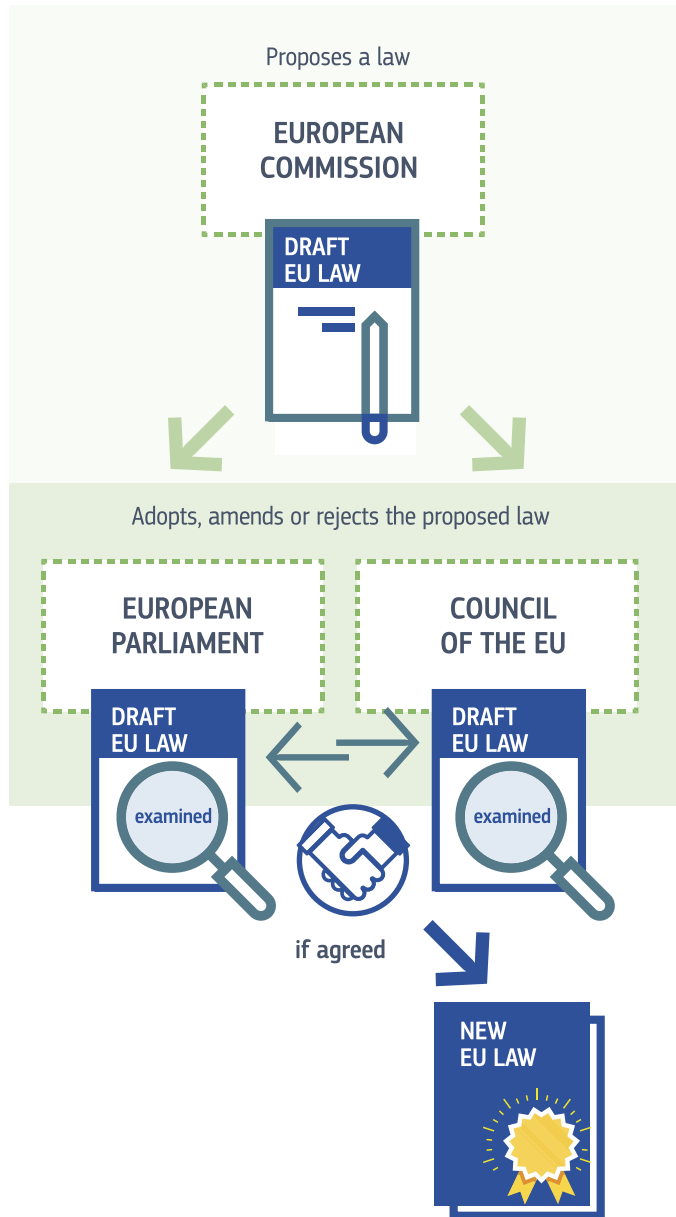 Proposes a law
EUROPEAN
COMMISSION
DRAFT
EU LAW
Adopts, amends or rejects the proposed law
EUROPEAN
PARLIAMENT
COUNCIL
OF THE EU
DRAFT
EU LAW
examined
DRAFT
EU LAW
examined
if agreed
NEW
EU LAW